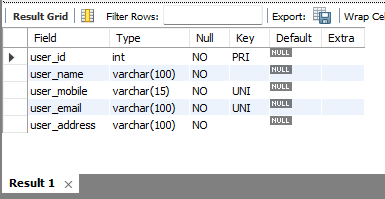 Result Grid Filter Rows: Export: Wrap Cel
Field Type Null Key Default Extra
user_id int NO PRI NULL
user_name varchar(100) NO NULL
user_mobile varchar(15) NO UNI NULL
user_email varchar(100) NO UNI NULL
user_address varchar(100) NO NULL
Result 1 ×